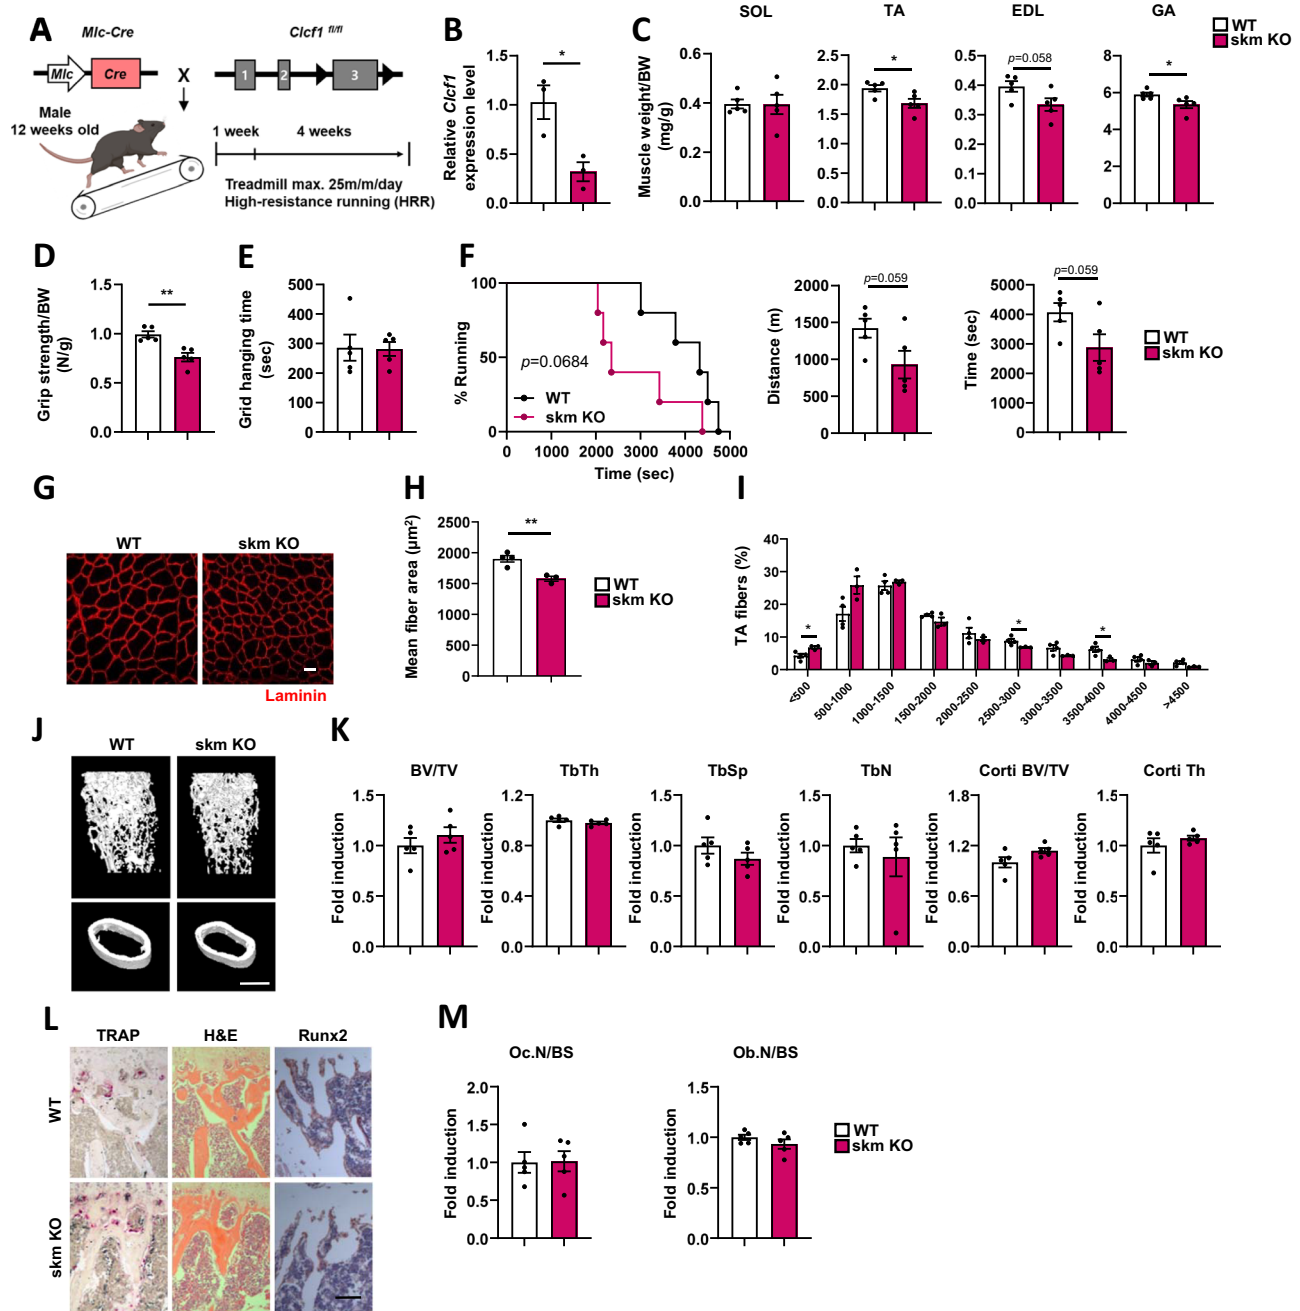 A
Mlc-Cre
Clcf1 fl/fl
Mlc
Cre
X
1
2
3
Male
12 weeks old
1 week
4 weeks
Treadmill max. 25m/m/day
High-resistance running (HRR)
B
Relative Clcf1
expression level
1.5
1.0
0.5
0.0
*
C
Muscle weight/BW
(mg/g)
SOL
0.6
0.4
0.2
0.0
TA
2.5
2.0
1.5
1.0
0.5
0.0
*
EDL
0.5
0.4
0.3
0.2
0.1
0.0
p=0.058
GA
8
6
4
2
0
*
WT
skm KO
D
Grip strength/BW
(N/g)
1.5
1.0
0.5
0.0
**
E
Grid hanging time
(sec)
500
400
300
200
100
0
F
% Running
100
50
0
p=0.0684
WT
skm KO
0 1000 2000 3000 4000 5000
Time (sec)
Distance (m)
2000
1500
1000
500
0
p=0.059
Time (sec)
5000
4000
3000
2000
1000
0
p=0.059
WT
skm KO
G
WT
skm KO
Laminin
H
Mean fiber area (μm²)
2500
2000
1500
1000
500
0
**
WT
skm KO
I
TA fibers (%)
40
30
20
10
0
*
*
*
<500
500-1000
1000-1500
1500-2000
2000-2500
2500-3000
3000-3500
3500-4000
4000-4500
>4500
J
WT
skm KO
K
BV/TV
Fold induction
1.5
1.0
0.5
0.0
TbTh
Fold induction
1.2
0.8
0.4
0.0
TbSp
Fold induction
1.5
1.0
0.5
0.0
TbN
Fold induction
1.5
1.0
0.5
0.0
Corti BV/TV
Fold induction
1.8
1.2
0.6
0.0
Corti Th
Fold induction
1.5
1.0
0.5
0.0
L
TRAP
H&E
Runx2
WT
skm KO
M
Oc.N/BS
Fold induction
2.0
1.5
1.0
0.5
0.0
Ob.N/BS
Fold induction
1.5
1.0
0.5
0.0
WT
skm KO